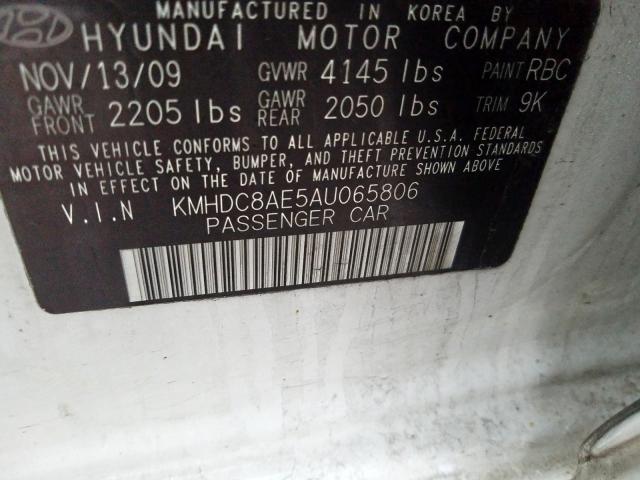 MANUFACTURED IN KOREA BY
HYUNDAI MOTOR COMPANY
NOV/13/09 GVWR 4145 lbs PAINT RBC
GAWR FRONT 2205 lbs GAWR REAR 2050 lbs TRIM 9K
THIS VEHICLE CONFORMS TO ALL APPLICABLE U.S.A. FEDERAL
MOTOR VEHICLE SAFETY, BUMPER, AND THEFT PREVENTION STANDARDS
IN EFFECT ON THE DATE OF MANUFACTURE SHOWN ABOVE
V.I.N KMHDC8AE5AU065806
PASSENGER CAR